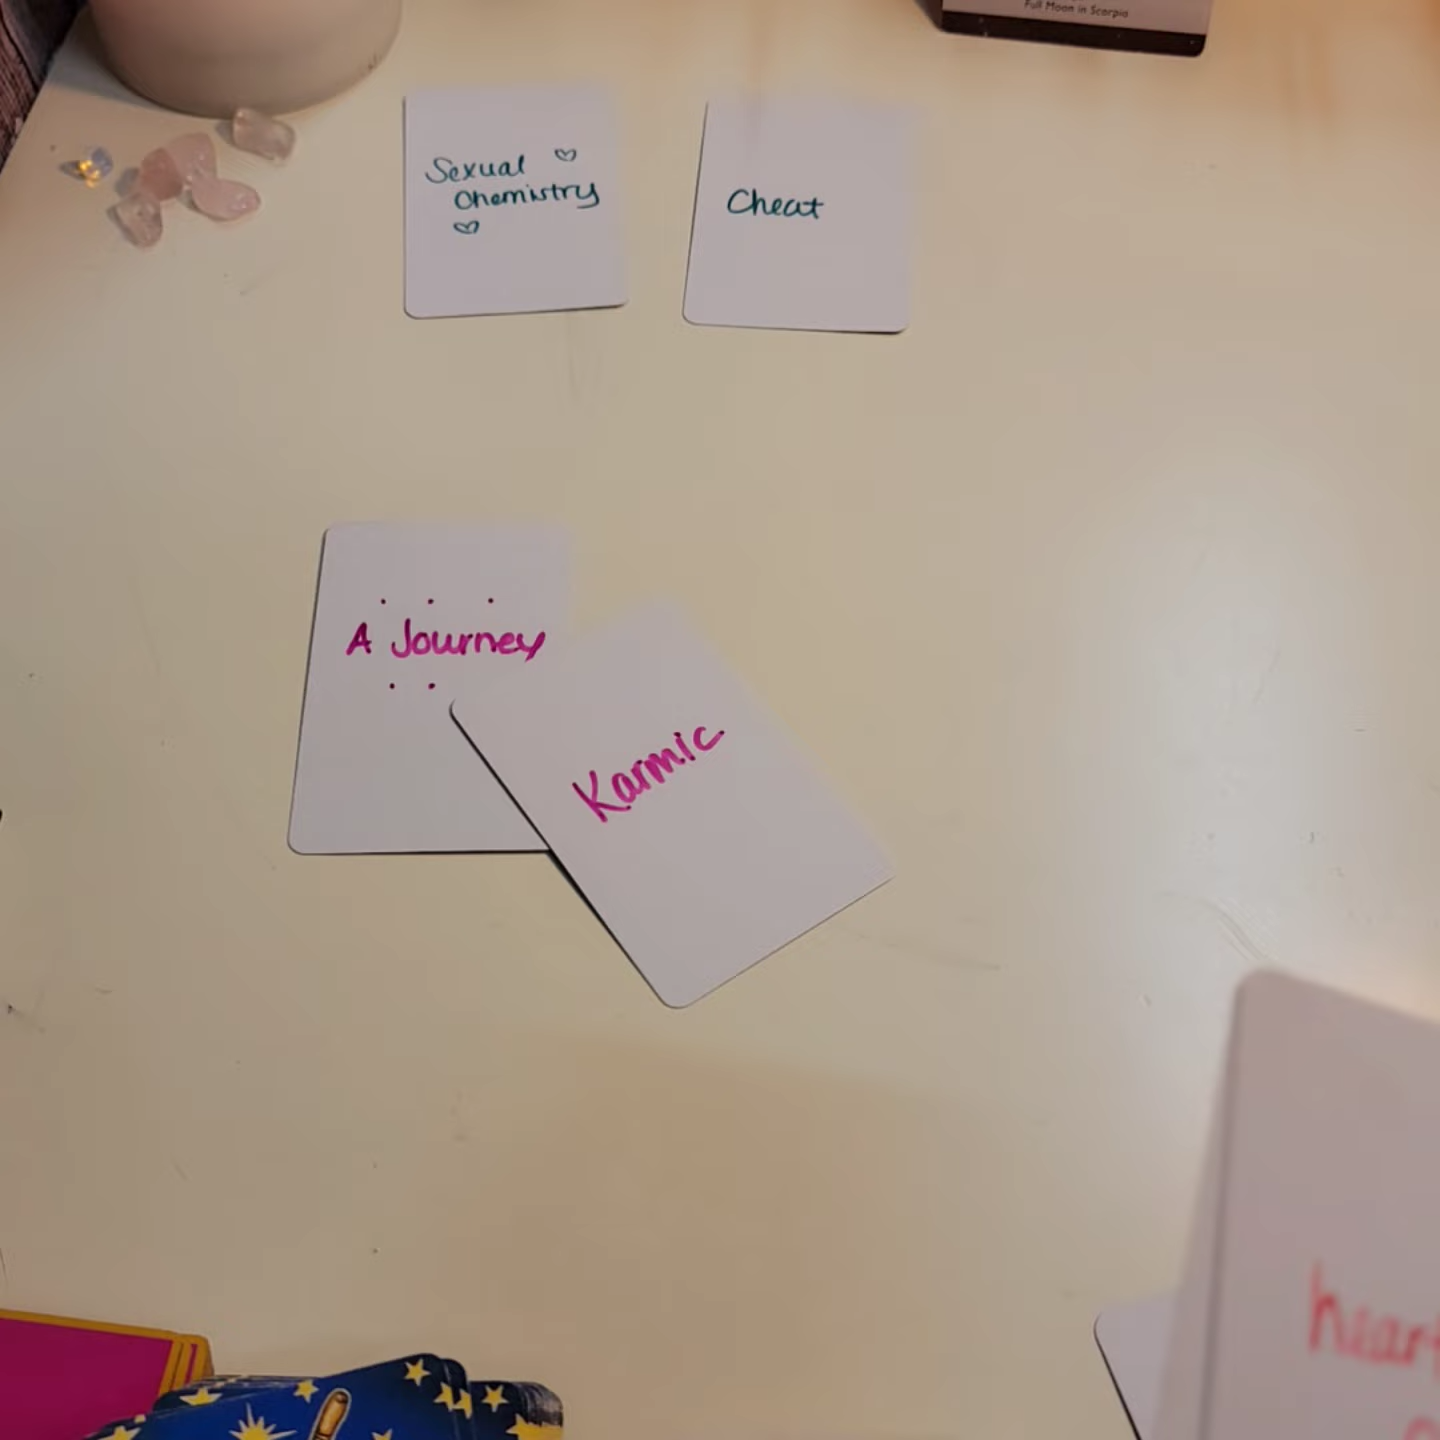 Full Moon in Scorpio
Sexual ♡
Chemistry
♡
Cheat
. . .
A Journey
. .
Karmic